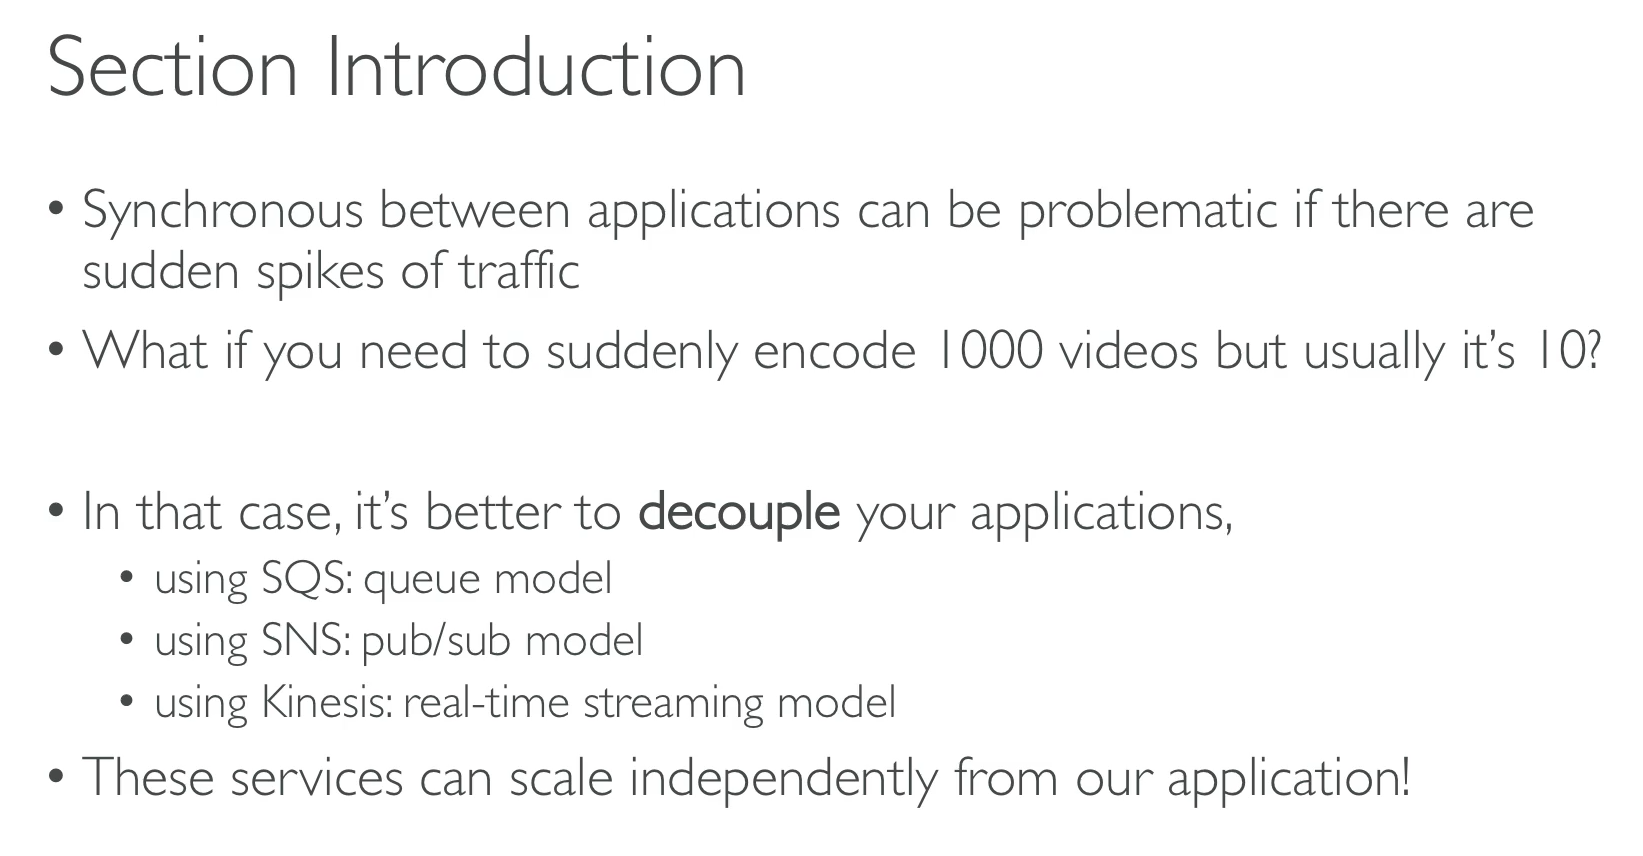 Section Introduction
• Synchronous between applications can be problematic if there are
sudden spikes of traffic
• What if you need to suddenly encode 1000 videos but usually it’s 10?
• In that case, it’s better to decouple your applications,
• using SQS: queue model
• using SNS: pub/sub model
• using Kinesis: real-time streaming model
• These services can scale independently from our application!